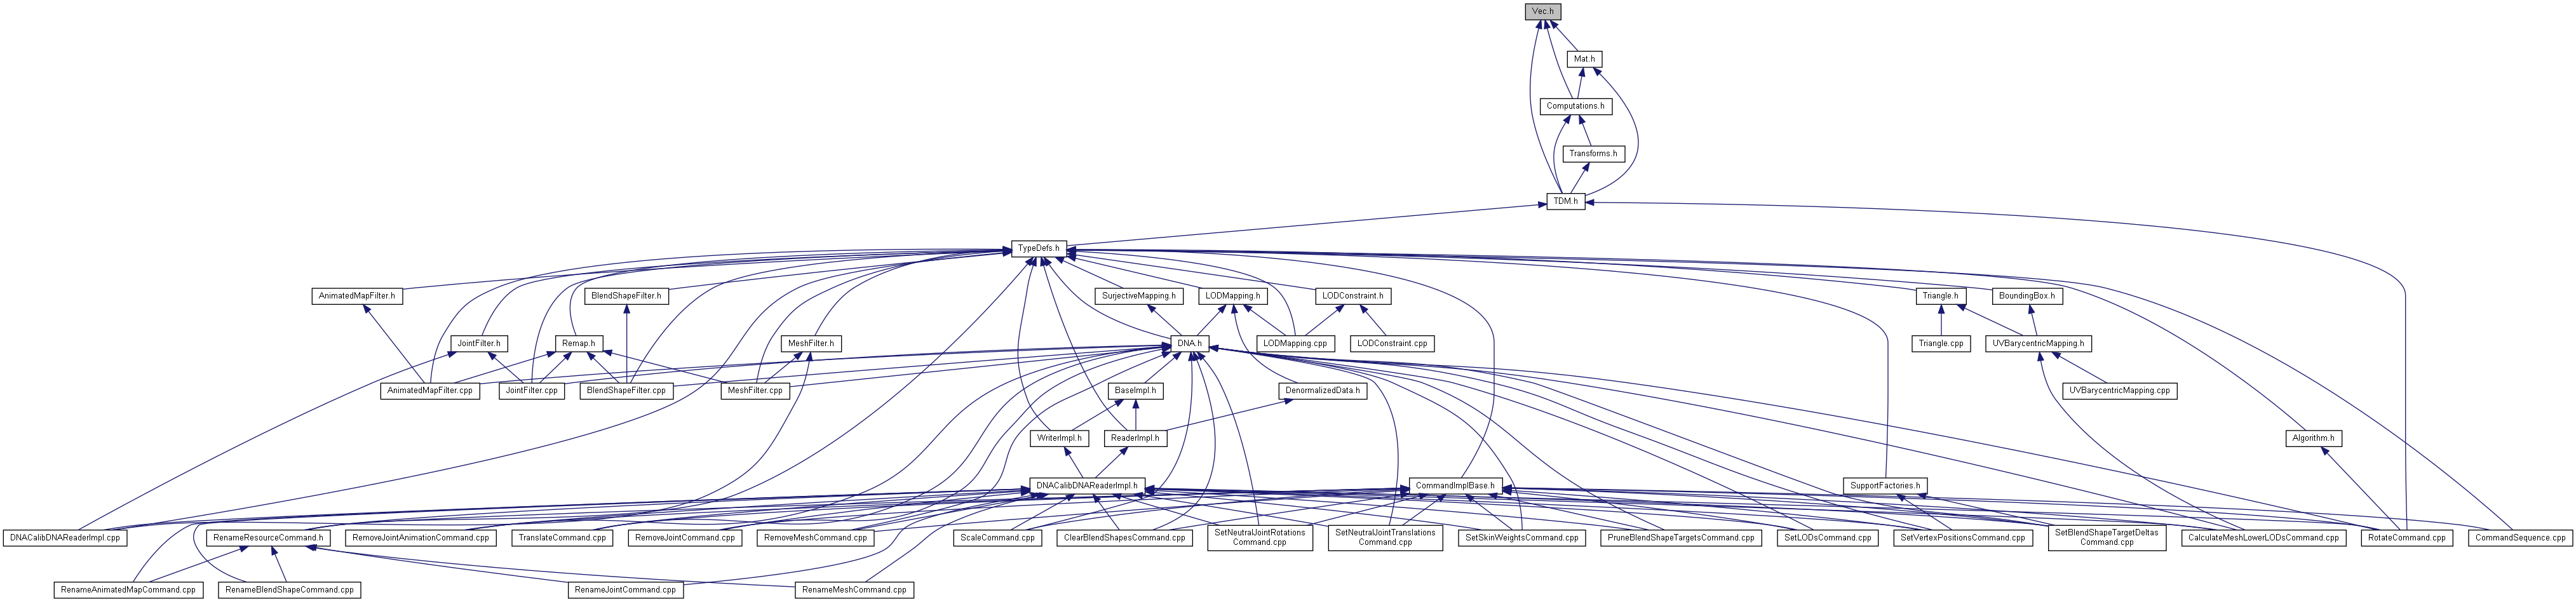 Vec.h
Mat.h
Computations.h
Transforms.h
TDM.h
TypeDefs.h
AnimatedMapFilter.h
BlendShapeFilter.h
SurjectiveMapping.h
LODMapping.h
LODConstraint.h
Triangle.h
BoundingBox.h
JointFilter.h
Remap.h
MeshFilter.h
DNA.h
LODMapping.cpp
LODConstraint.cpp
Triangle.cpp
UVBarycentricMapping.h
AnimatedMapFilter.cpp
JointFilter.cpp
BlendShapeFilter.cpp
MeshFilter.cpp
BaseImpl.h
DenormalizedData.h
UVBarycentricMapping.cpp
WriterImpl.h
ReaderImpl.h
Algorithm.h
DNACalibDNAReaderImpl.h
CommandImplBase.h
SupportFactories.h
DNACalibDNAReaderImpl.cpp
RenameResourceCommand.h
RemoveJointAnimationCommand.cpp
TranslateCommand.cpp
RemoveJointCommand.cpp
RemoveMeshCommand.cpp
ScaleCommand.cpp
ClearBlendShapesCommand.cpp
SetNeutralJointRotations
Command.cpp
SetNeutralJointTranslations
Command.cpp
SetSkinWeightsCommand.cpp
PruneBlendShapeTargetsCommand.cpp
SetLODsCommand.cpp
SetVertexPositionsCommand.cpp
SetBlendShapeTargetDeltas
Command.cpp
CalculateMeshLowerLODsCommand.cpp
RotateCommand.cpp
CommandSequence.cpp
RenameAnimatedMapCommand.cpp
RenameBlendShapeCommand.cpp
RenameJointCommand.cpp
RenameMeshCommand.cpp